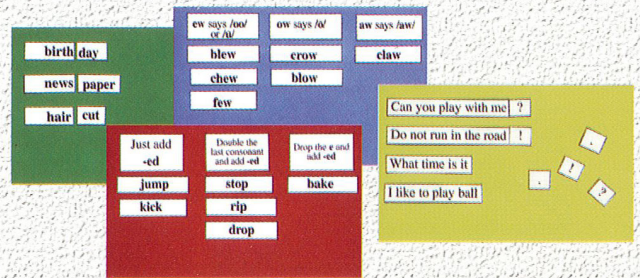 birth day
news paper
hair cut
ew says /oo/ or /u/
ow says /o/
aw says /aw/
blew
crow
claw
chew
blow
few
Just add
-ed
Double the
last consonant
and add -ed
Drop the e and
add -ed
jump
stop
bake
kick
rip
drop
Can you play with me ?
Do not run in the road !
What time is it
I like to play ball
.
!
.
?